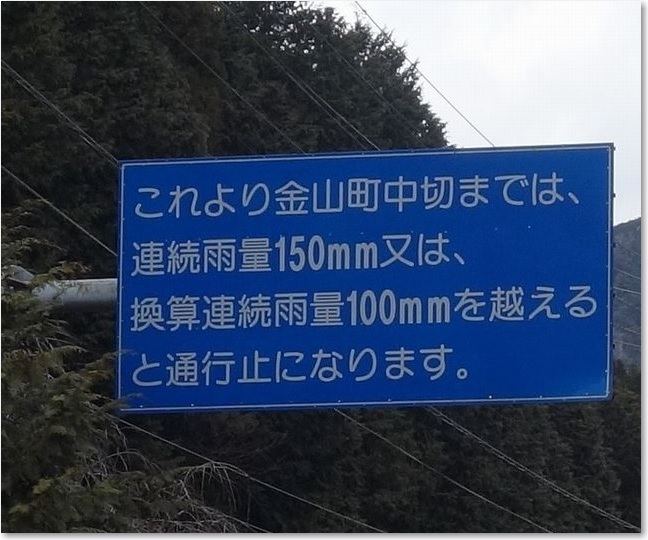 これより金山町中切までは、
連続雨量150mm又は、
換算連続雨量100mmを越える
と通行止になります。